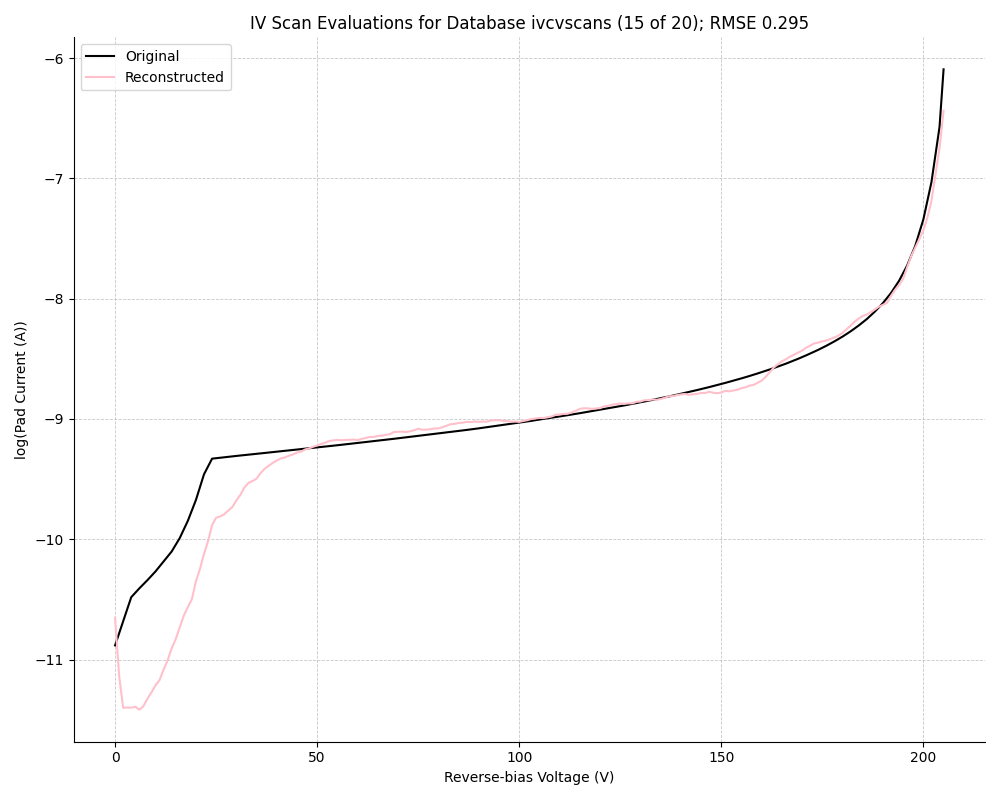 IV Scan Evaluations for Database ivcvscans (15 of 20); RMSE 0.295
Original
Reconstructed
log(Pad Current (A))
−6
−7
−8
−9
−10
−11
0
50
100
150
200
Reverse-bias Voltage (V)